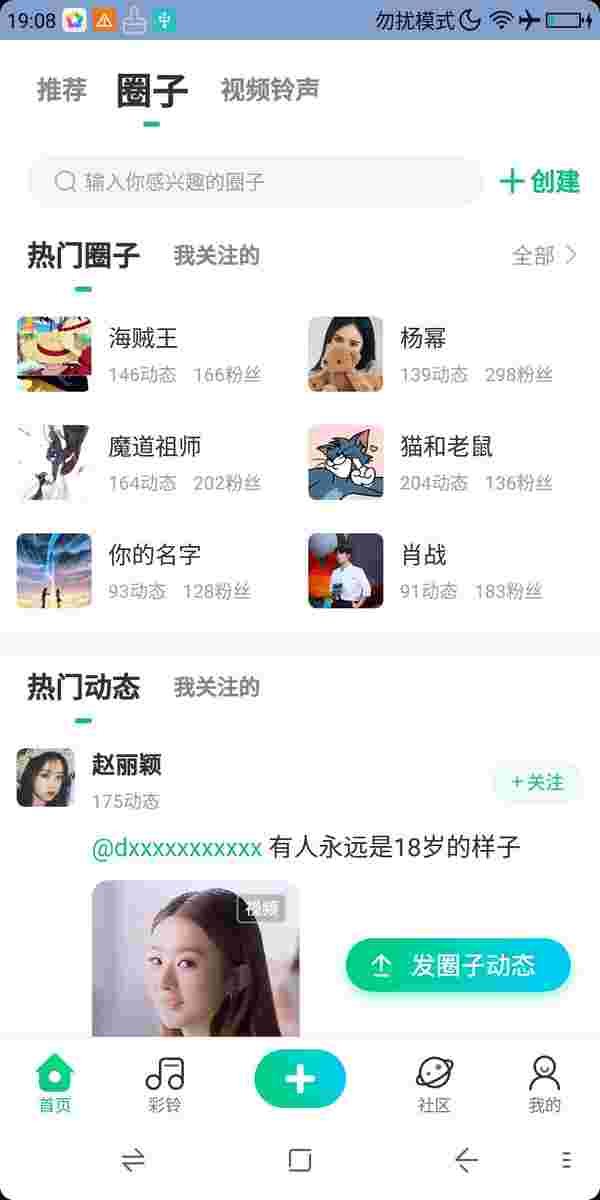 19:08 勿扰模式
推荐 圈子 视频铃声
输入你感兴趣的圈子 创建
热门圈子 我关注的 全部
海贼王 杨幂
146动态 166粉丝 139动态 298粉丝
魔道祖师 猫和老鼠
164动态 202粉丝 204动态 136粉丝
你的名字 肖战
93动态 128粉丝 91动态 183粉丝
热门动态 我关注的
赵丽颖
+关注
175动态
@dxxxxxxxxxxx 有人永远是18岁的样子
视频
发圈子动态
首页 彩铃 社区 我的